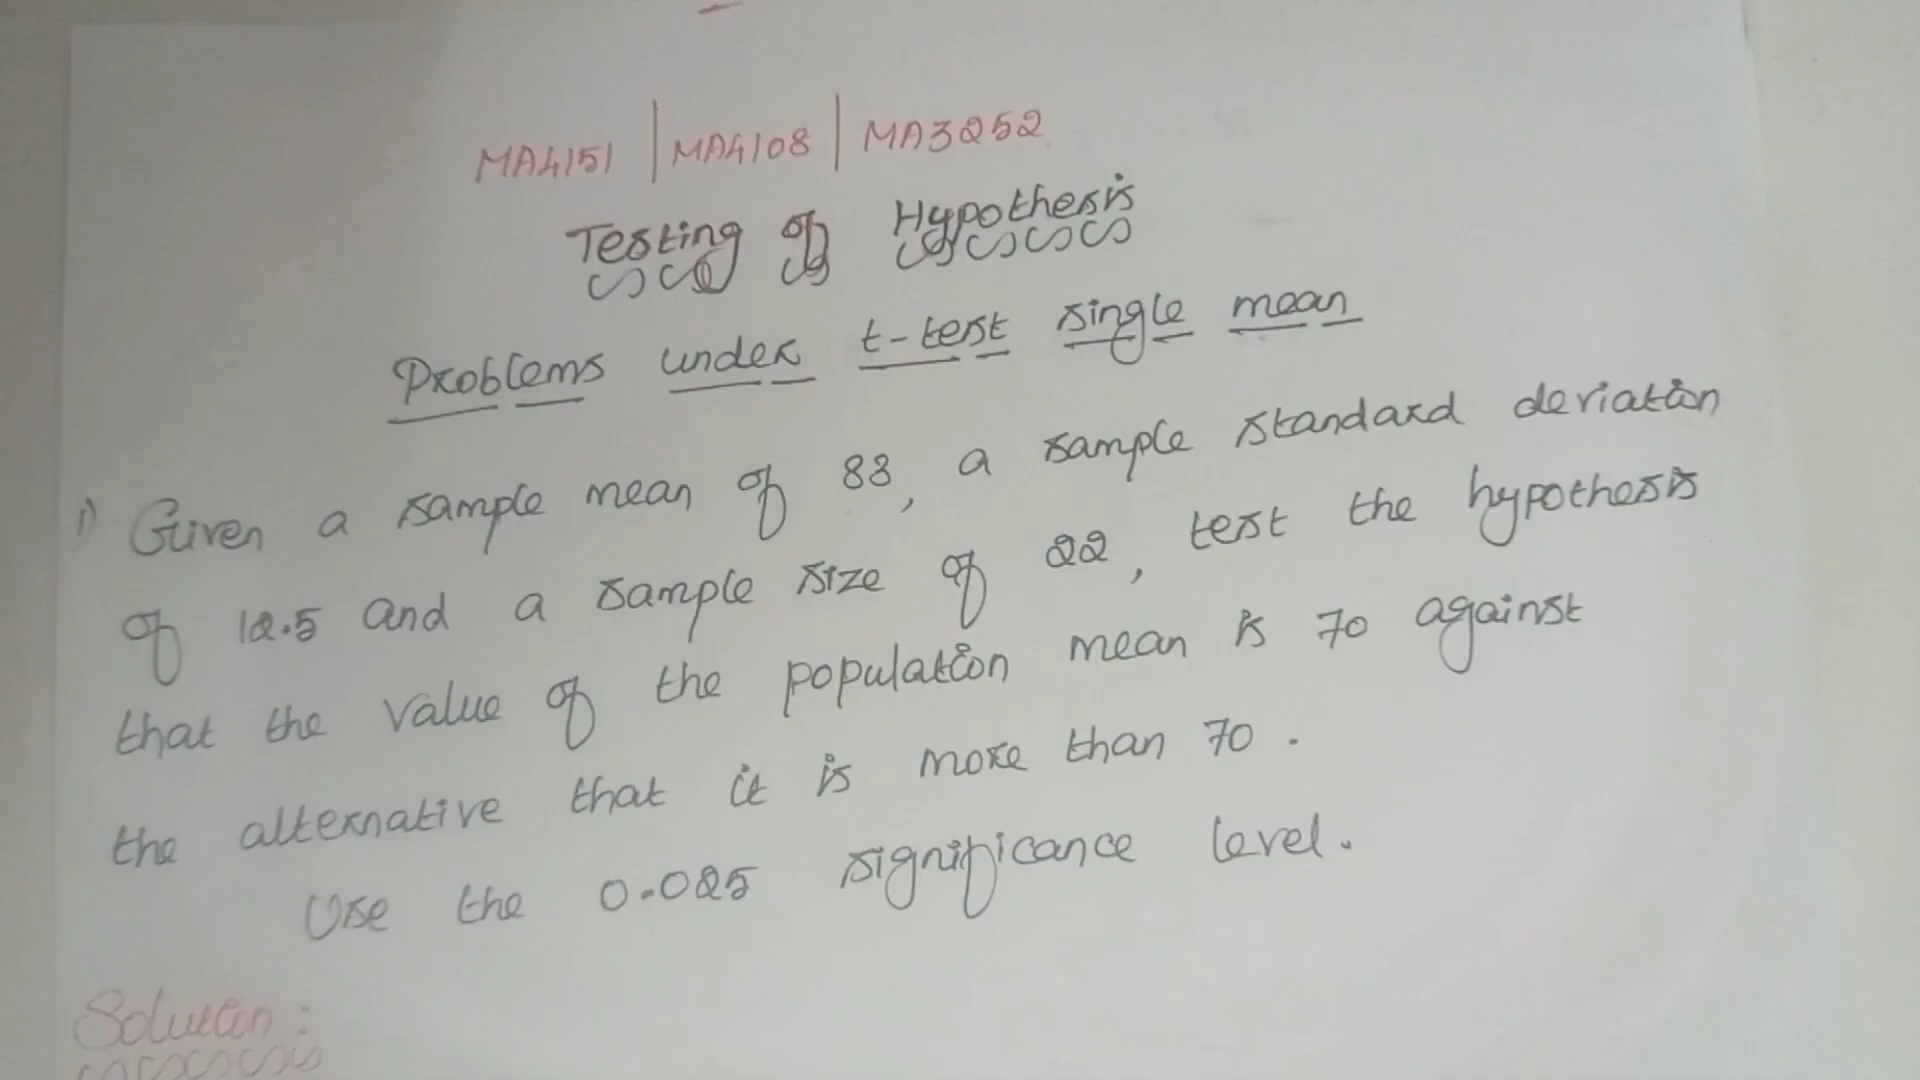 MA4151 | MA4108 | MA3252
Testing of Hypothesis
Problems under t-test single mean
1) Given a sample mean of 83, a sample standard deviation
of 12.5 and a sample size of 22, test the hypothesis
that the value of the population mean is 70 against
the alternative that it is more than 70.
Use the 0.025 significance level.
Solution: